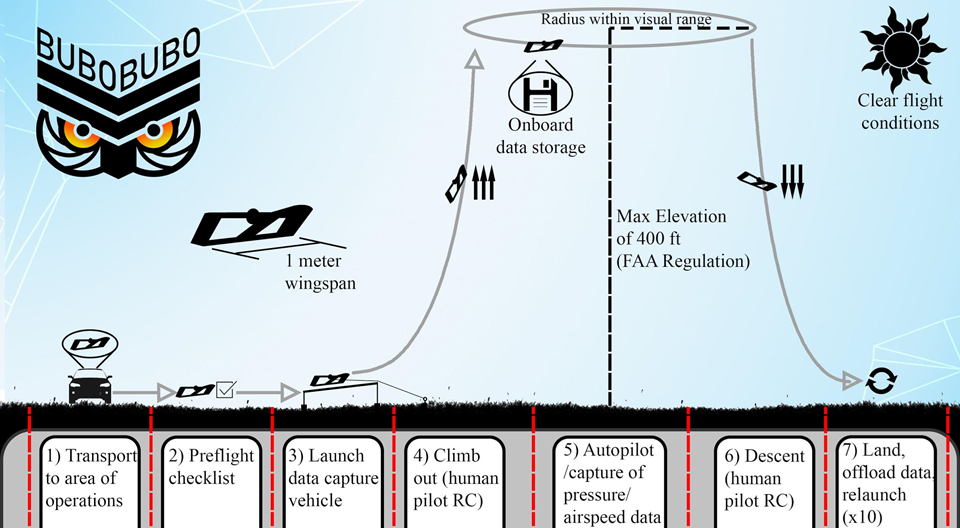 BUBOBUBO
Radius within visual range
Clear flight
conditions
Onboard
data storage
Max Elevation
of 400 ft
(FAA Regulation)
1 meter
wingspan
1) Transport
to area of
operations
2) Preflight
checklist
3) Launch
data capture
vehicle
4) Climb
out (human
pilot RC)
5) Autopilot
/capture of
pressure/
airspeed data
6) Descent
(human
pilot RC)
7) Land,
offload data,
relaunch
(x10)